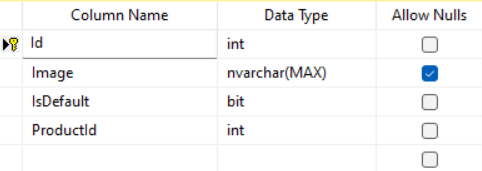 Column Name Data Type Allow Nulls
Id int
Image nvarchar(MAX)
IsDefault bit
ProductId int